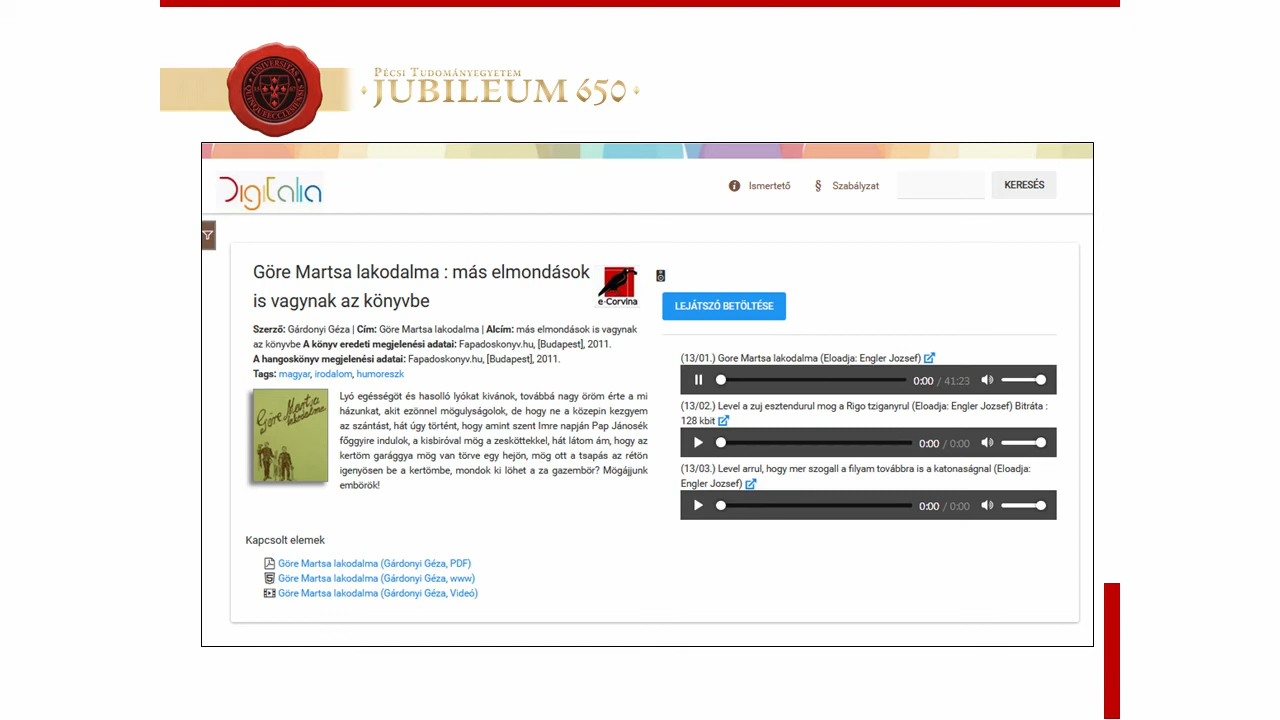 PÉCSI TUDOMÁNYEGYETEM
JUBILEUM 650
UNIVERSITAS
QUINQUEECCLESIENSIS
DigiTalia
Ismertető
§ Szabályzat
KERESÉS
Göre Martsa lakodalma : más elmondások
is vagynak az könyvbe
e-Corvina
Szerző: Gárdonyi Géza | Cím: Göre Martsa lakodalma | Alcím: más elmondások is vagynak
az könyvbe A könyv eredeti megjelenési adatai: Fapadoskonyv.hu, [Budapest], 2011.
A hangoskönyv megjelenési adatai: Fapadoskonyv.hu, [Budapest], 2011.
Tags: magyar, irodalom, humoreszk
Göre Martsa
lakodalma
Lyó egésségöt és hasolló lyókat kivánok, továbbá nagy öröm érte a mi
házunkat, akit ezönnel mögulyságolok, de hogy ne a közepin kezgyem
az szántást, hát úgy történt, hogy amint szent Imre napján Pap Jánosék
főggyire indulok, a kisbiróval mög a zesköttekkel, hát látom ám, hogy az
kertöm garággya mög van törve egy hejön, mög ott a tsapás az rétön
igenyösen be a kertömbe, mondok ki löhet a za gazembör? Mögájjunk
embörök!
Kapcsolt elemek
Göre Martsa lakodalma (Gárdonyi Géza, PDF)
Göre Martsa lakodalma (Gárdonyi Géza, www)
Göre Martsa lakodalma (Gárdonyi Géza, Videó)
LEJÁTSZÓ BETÖLTÉSE
(13/01.) Gore Martsa lakodalma (Eloadja: Engler Jozsef)
0:00 / 41:23
(13/02.) Level a zuj esztendurul mog a Rigo tziganyrul (Eloadja: Engler Jozsef) Bitráta :
128 kbit
0:00 / 0:00
(13/03.) Level arrul, hogy mer szogall a filyam továbbra is a katonaságnal (Eloadja:
Engler Jozsef)
0:00 / 0:00